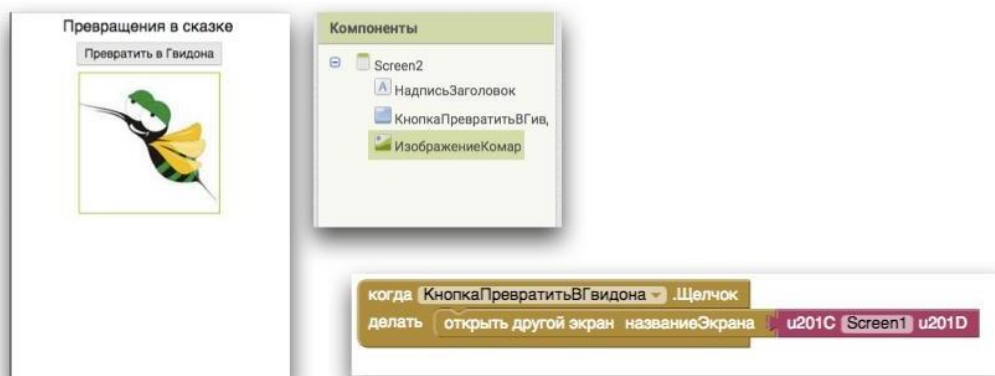 Превращения в сказке
Превратить в Гвидона
Компоненты
Screen2
НадписьЗаголовок
КнопкаПревратитьВГив,
ИзображениеКомар
когда КнопкаПревратитьВГвидона .Щелчок
делать открыть другой экран названиеЭкрана u201C Screen1 u201D